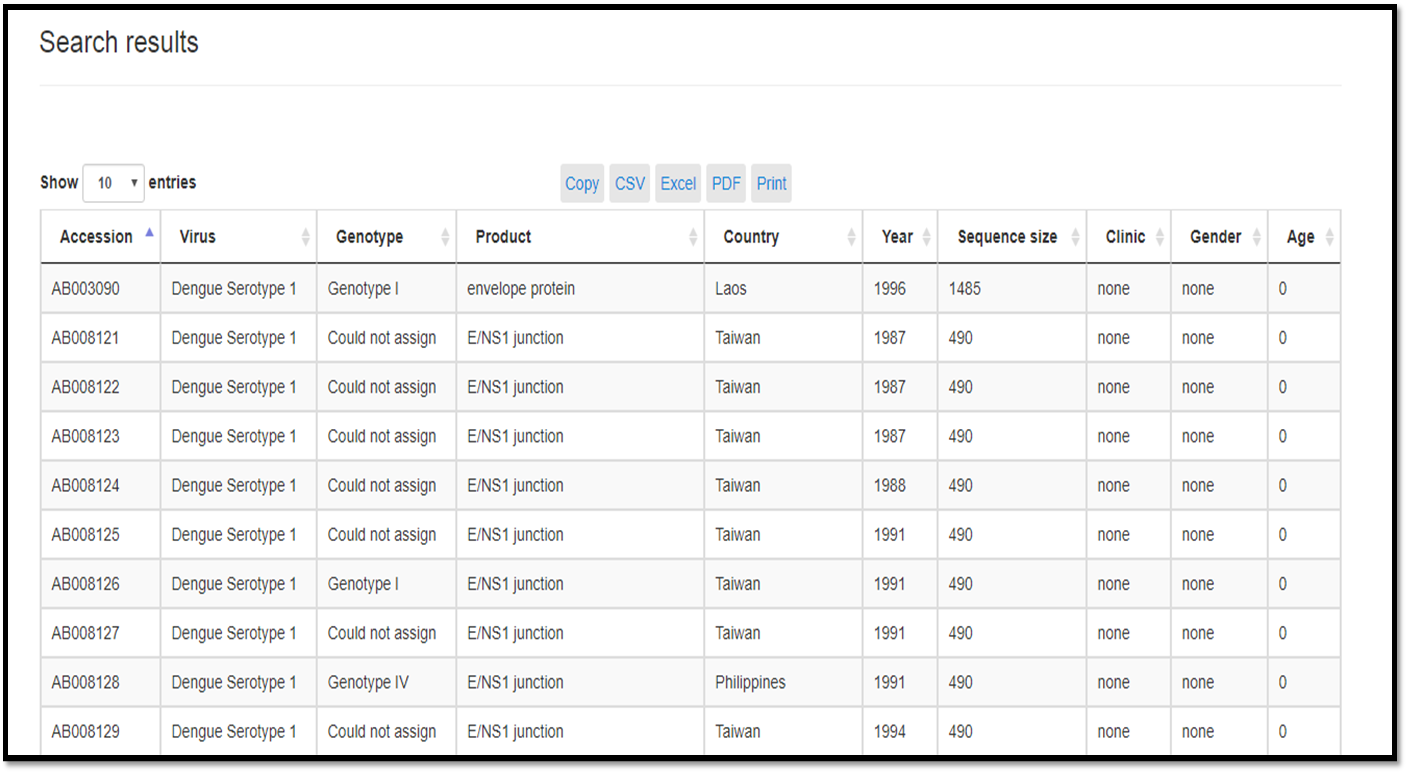 Search results
Show 10 entries Copy CSV Excel PDF Print
Accession Virus Genotype Product Country Year Sequence size Clinic Gender Age
AB003090 Dengue Serotype 1 Genotype I envelope protein Laos 1996 1485 none none 0
AB008121 Dengue Serotype 1 Could not assign E/NS1 junction Taiwan 1987 490 none none 0
AB008122 Dengue Serotype 1 Could not assign E/NS1 junction Taiwan 1987 490 none none 0
AB008123 Dengue Serotype 1 Could not assign E/NS1 junction Taiwan 1987 490 none none 0
AB008124 Dengue Serotype 1 Could not assign E/NS1 junction Taiwan 1988 490 none none 0
AB008125 Dengue Serotype 1 Could not assign E/NS1 junction Taiwan 1991 490 none none 0
AB008126 Dengue Serotype 1 Genotype I E/NS1 junction Taiwan 1991 490 none none 0
AB008127 Dengue Serotype 1 Could not assign E/NS1 junction Taiwan 1991 490 none none 0
AB008128 Dengue Serotype 1 Genotype IV E/NS1 junction Philippines 1991 490 none none 0
AB008129 Dengue Serotype 1 Could not assign E/NS1 junction Taiwan 1994 490 none none 0